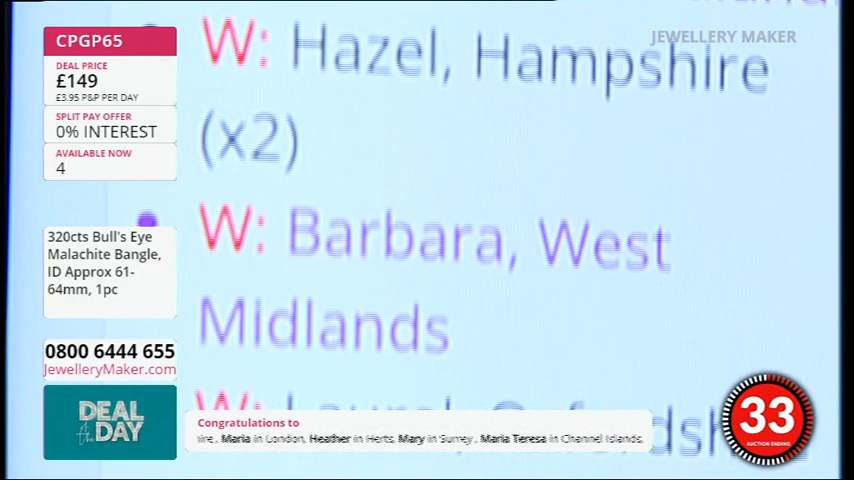 JEWELLERY MAKER
CPGP65
DEAL PRICE
£149
£3.95 P&P PER DAY
SPLIT PAY OFFER
0% INTEREST
AVAILABLE NOW
4
320cts Bull's Eye
Malachite Bangle,
ID Approx 61-
64mm, 1pc
0800 6444 655
JewelleryMaker.com
DEAL
of the
DAY
W: Hazel, Hampshire
(x2)
W: Barbara, West
Midlands
W:
Congratulations to
Maria in London, Heather in Herts, Mary in Surrey, Maria Teresa in Channel Islands,
33
AUCTION ENDING